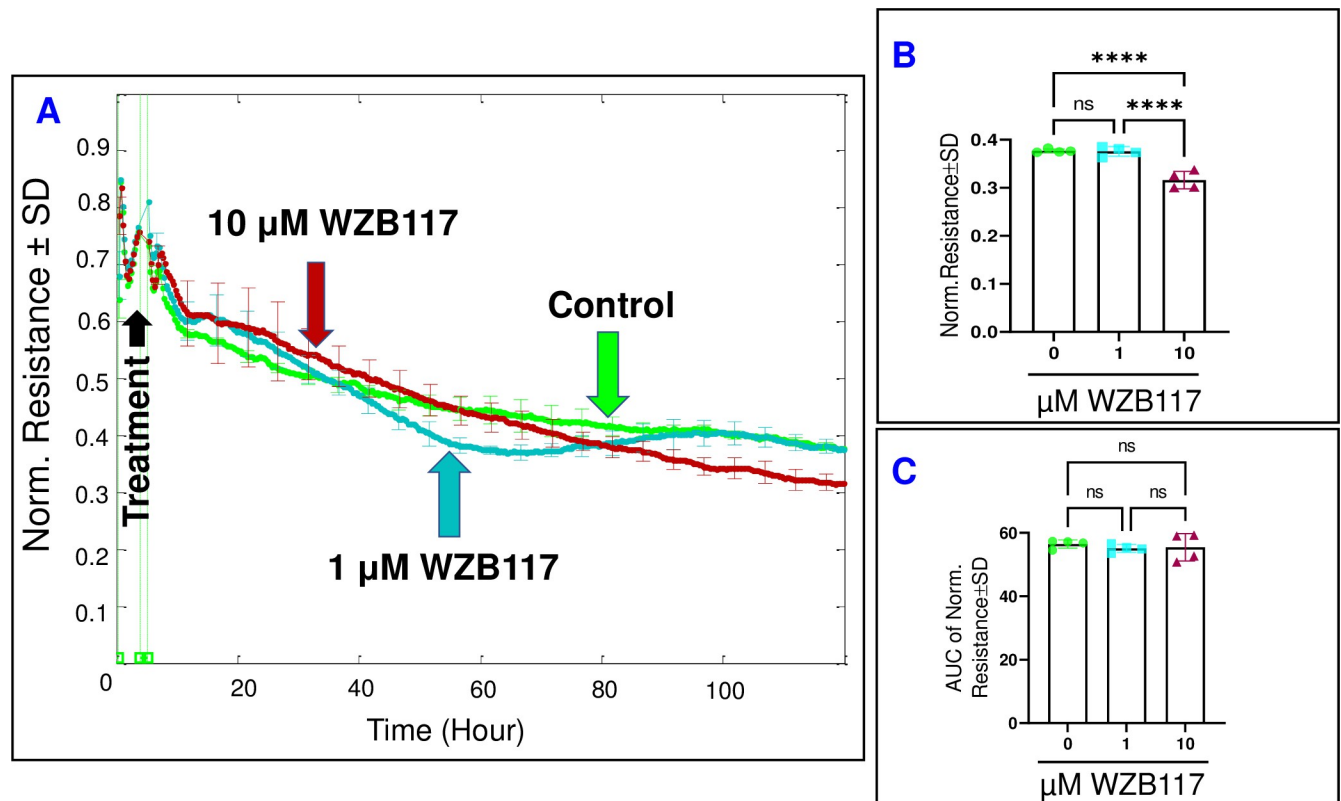 A
Norm. Resistance ± SD
0.9
0.8
0.7
0.6
0.5
0.4
0.3
0.2
0.1
0
20
40
60
80
100
Time (Hour)
Treatment
10 µM WZB117
Control
1 µM WZB117
B
****
ns
****
Norm.Resistance±SD
0.4
0.3
0.2
0.1
0.0
0
1
10
µM WZB117
C
ns
ns
ns
AUC of Norm.
Resistance±SD
60
40
20
0
0
1
10
µM WZB117